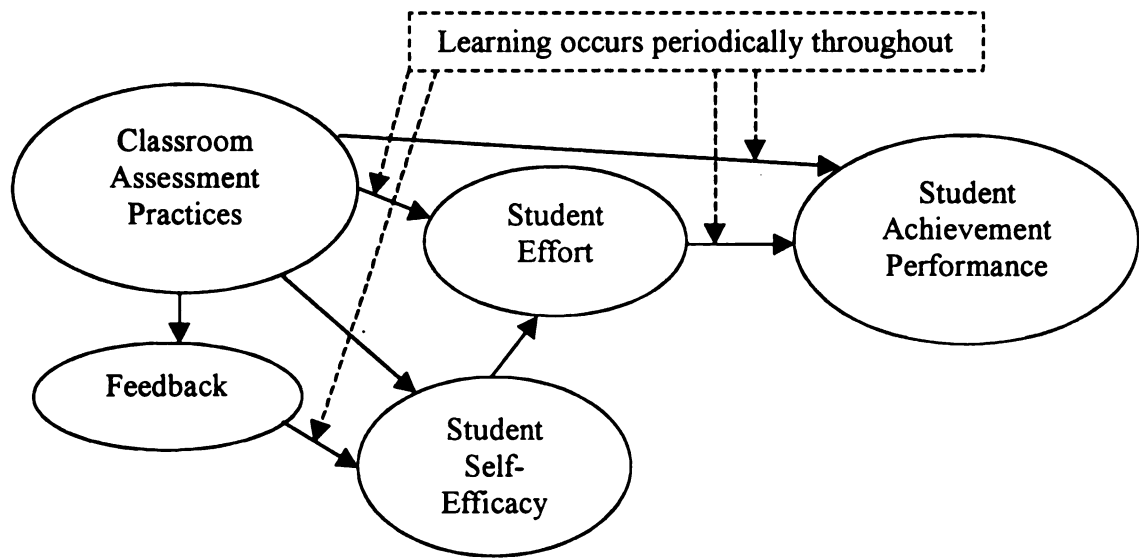 Learning occurs periodically throughout
Classroom
Assessment
Practices
Student
Effort
Student
Achievement
Performance
Feedback
Student
Self-
Efficacy